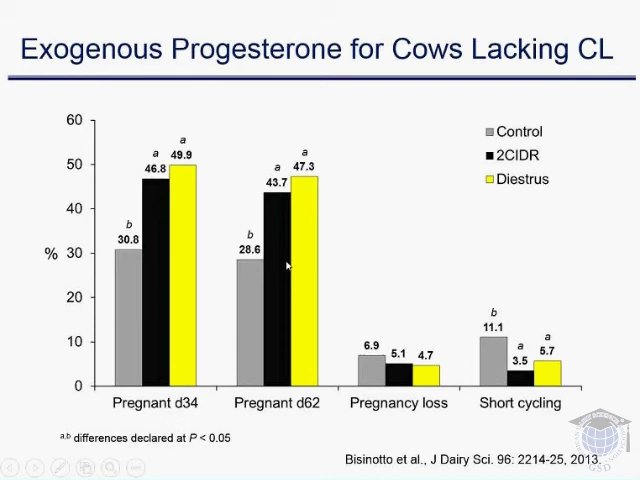 Exogenous Progesterone for Cows Lacking CL
60
50
40
30
20
10
0
%
Control
2CIDR
Diestrus
b
30.8
a
46.8
a
49.9
b
28.6
a
43.7
a
47.3
6.9
5.1
4.7
b
11.1
a
3.5
a
5.7
Pregnant d34
Pregnant d62
Pregnancy loss
Short cycling
a,b differences declared at P < 0.05
Bisinotto et al., J Dairy Sci. 96: 2214-25, 2013.
GSD